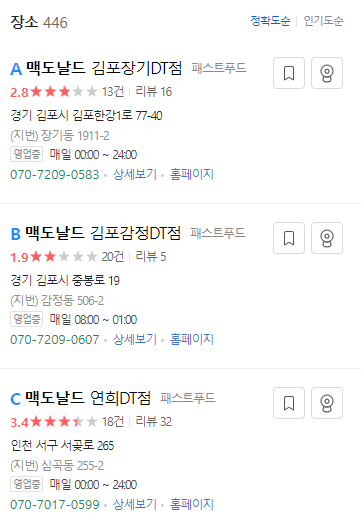 장소 446
정확도순 인기도순
A 맥도날드 김포장기DT점 패스트푸드
2.8 ★★★★★ 13건 리뷰 16
경기 김포시 김포한강1로 77-40
(지번) 장기동 1911-2
영업중 매일 00:00 ~ 24:00
070-7209-0583 • 상세보기 • 홈페이지
B 맥도날드 김포감정DT점 패스트푸드
1.9 ★★★★★ 20건 리뷰 5
경기 김포시 중봉로 19
(지번) 감정동 506-2
영업중 매일 08:00 ~ 01:00
070-7209-0607 • 상세보기 • 홈페이지
C 맥도날드 연희DT점 패스트푸드
3.4 ★★★★★ 18건 리뷰 32
인천 서구 서곶로 265
(지번) 심곡동 255-2
영업중 매일 00:00 ~ 24:00
070-7017-0599 • 상세보기 • 홈페이지